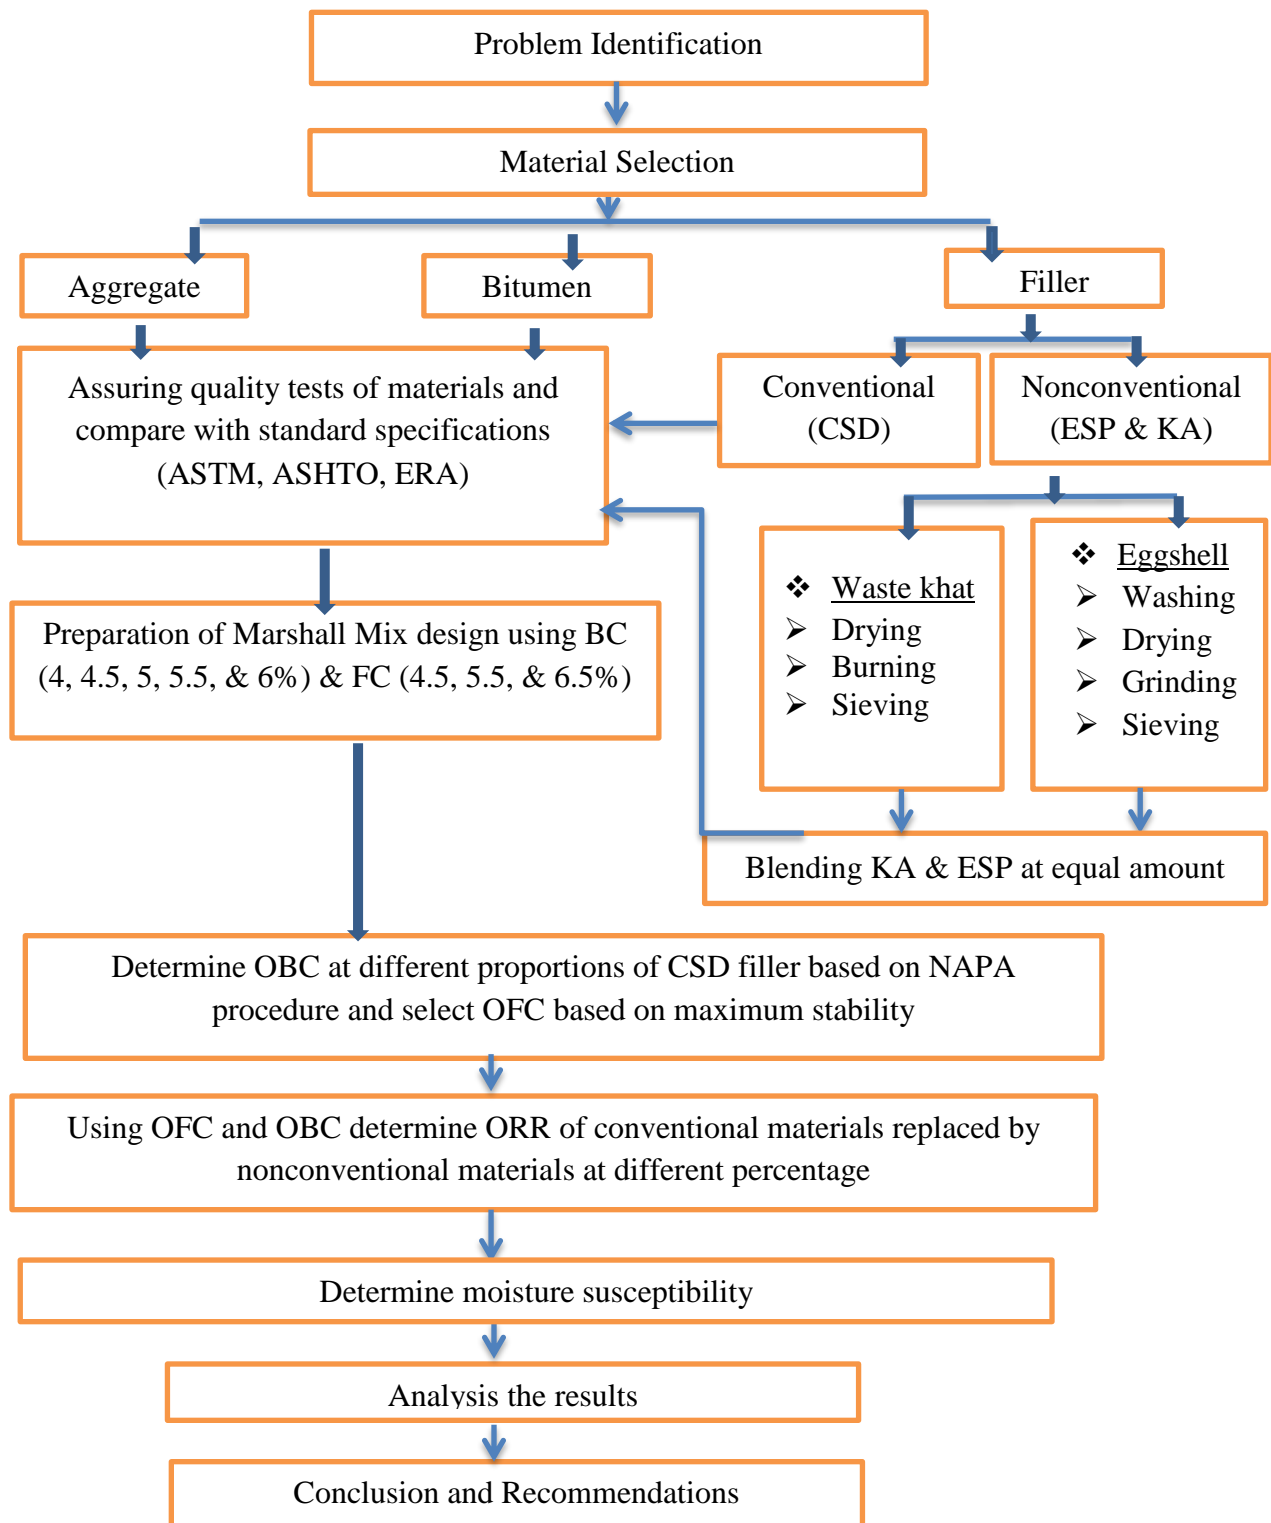 Problem Identification
Material Selection
Aggregate
Bitumen
Filler
Assuring quality tests of materials and
compare with standard specifications
(ASTM, ASHTO, ERA)
Conventional
(CSD)
Nonconventional
(ESP & KA)
❖ Waste khat
➢ Drying
➢ Burning
➢ Sieving
❖ Eggshell
➢ Washing
➢ Drying
➢ Grinding
➢ Sieving
Preparation of Marshall Mix design using BC
(4, 4.5, 5, 5.5, & 6%) & FC (4.5, 5.5, & 6.5%)
Blending KA & ESP at equal amount
Determine OBC at different proportions of CSD filler based on NAPA
procedure and select OFC based on maximum stability
Using OFC and OBC determine ORR of conventional materials replaced by
nonconventional materials at different percentage
Determine moisture susceptibility
Analysis the results
Conclusion and Recommendations